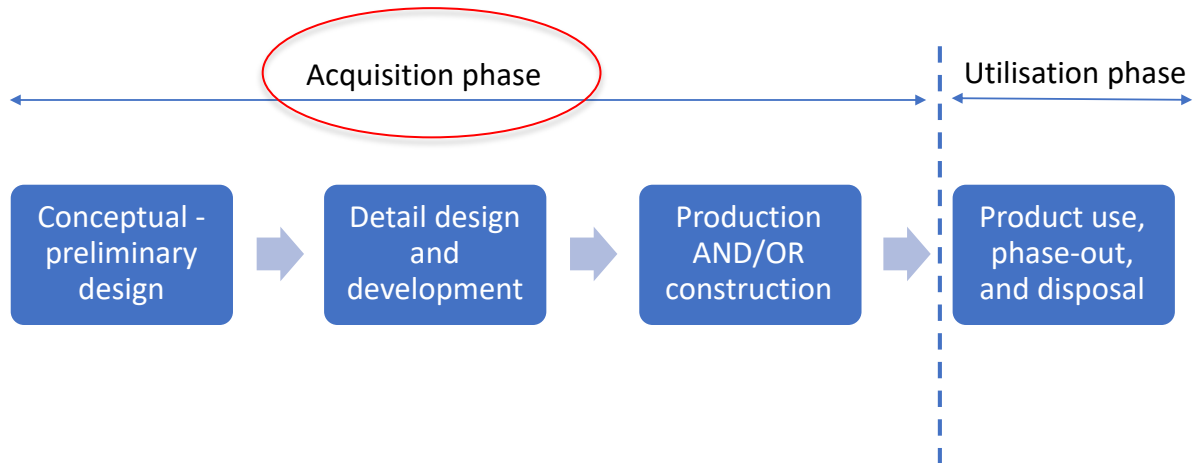 Acquisition phase
Utilisation phase
Conceptual -
preliminary
design
Detail design
and
development
Production
AND/OR
construction
Product use,
phase-out,
and disposal